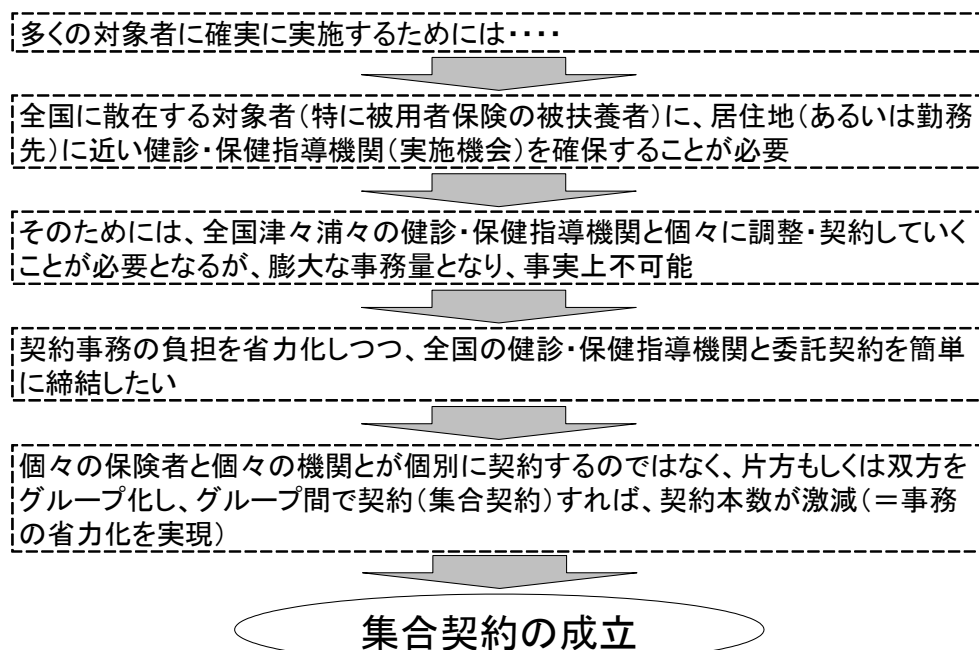 多くの対象者に確実に実施するためには・・・・
全国に散在する対象者(特に被用者保険の被扶養者)に、居住地(あるいは勤務
先)に近い健診・保健指導機関(実施機会)を確保することが必要
そのためには、全国津々浦々の健診・保健指導機関と個々に調整・契約していく
ことが必要となるが、膨大な事務量となり、事実上不可能
契約事務の負担を省力化しつつ、全国の健診・保健指導機関と委託契約を簡単
に締結したい
個々の保険者と個々の機関とが個別に契約するのではなく、片方もしくは双方を
グループ化し、グループ間で契約(集合契約)すれば、契約本数が激減(=事務
の省力化を実現)
集合契約の成立